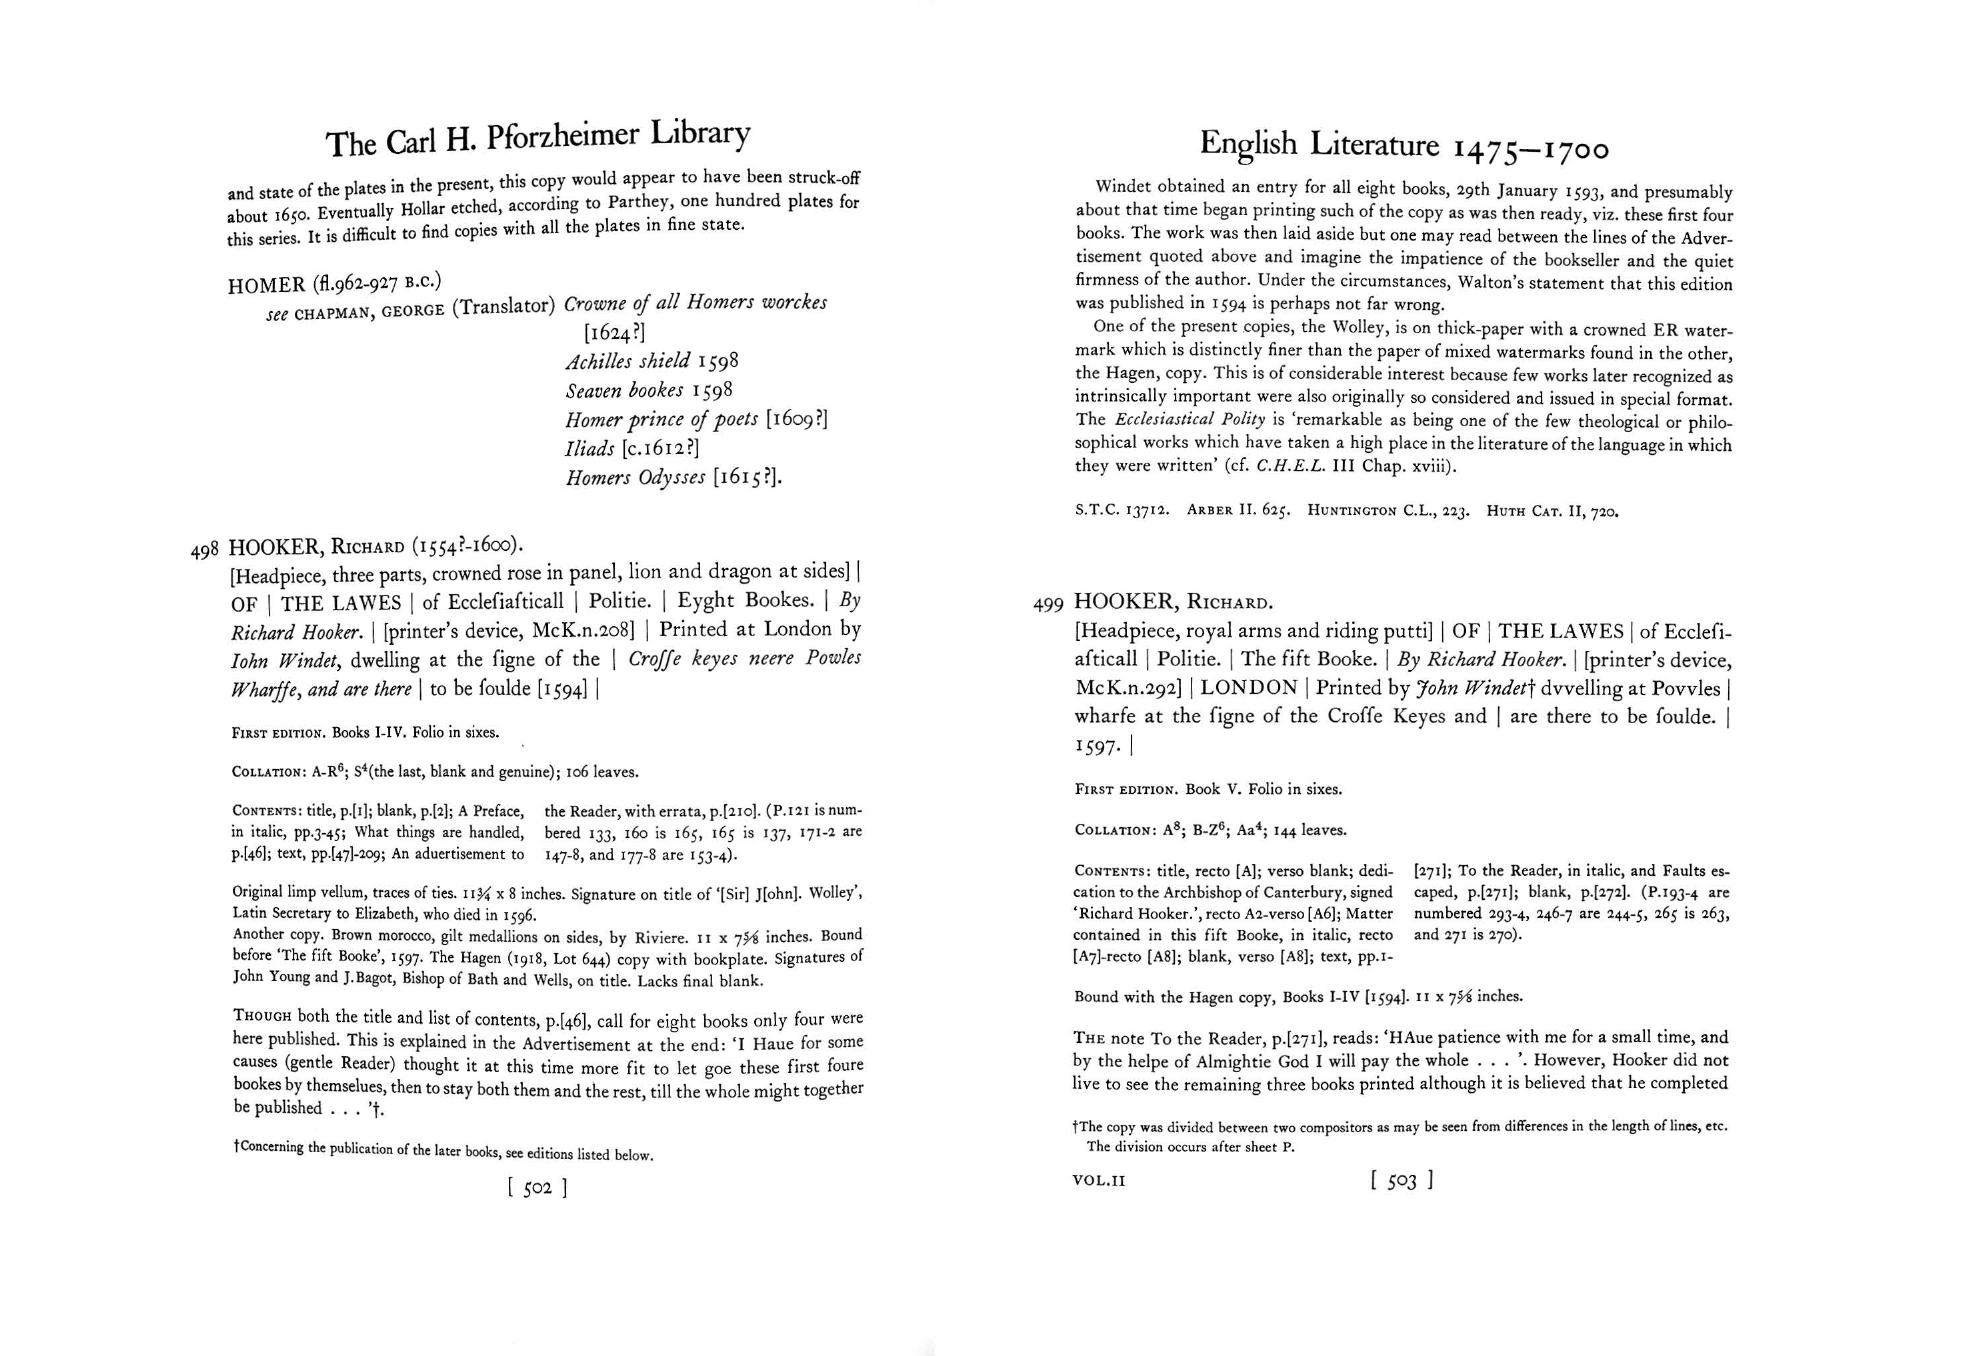 The Carl H. Pforzheimer Library
and state of the plates in the present, this copy would appear to have been struck-off
about 1650. Eventually Hollar etched, according to Parthey, one hundred plates for
this series. It is difficult to find copies with all the plates in fine state.
HOMER (fl.962-927 B.C.)
see CHAPMAN, GEORGE (Translator) Crowne of all Homers worckes
[1624?]
Achilles shield 1598
Seaven bookes 1598
Homer prince of poets [1609?]
Iliads [c.1612?]
Homers Odysses [1615?].
498 HOOKER, RICHARD (1554?-1600).
[Headpiece, three parts, crowned rose in panel, lion and dragon at sides] |
OF | THE LAWES | of Eccleſiaſticall | Politie. | Eyght Bookes. | By
Richard Hooker. | [printer's device, McK.n.208] | Printed at London by
Iohn Windet, dwelling at the ſigne of the | Croſſe keyes neere Powles
Wharffe, and are there | to be ſoulde [1594] |
FIRST EDITION. Books I-IV. Folio in sixes.
COLLATION: A-R⁶; S⁴(the last, blank and genuine); 106 leaves.
CONTENTS: title, p.[1]; blank, p.[2]; A Preface,
in italic, pp.3-45; What things are handled,
p.[46]; text, pp.[47]-209; An aduertisement to
the Reader, with errata, p.[210]. (P.121 is num-
bered 133, 160 is 165, 165 is 137, 171-2 are
147-8, and 177-8 are 153-4).
Original limp vellum, traces of ties. 11¾ x 8 inches. Signature on title of '[Sir] J[ohn]. Wolley',
Latin Secretary to Elizabeth, who died in 1596.
Another copy. Brown morocco, gilt medallions on sides, by Riviere. 11 x 7⅝ inches. Bound
before 'The fift Booke', 1597. The Hagen (1918, Lot 644) copy with bookplate. Signatures of
John Young and J.Bagot, Bishop of Bath and Wells, on title. Lacks final blank.
THOUGH both the title and list of contents, p.[46], call for eight books only four were
here published. This is explained in the Advertisement at the end: 'I Haue for some
causes (gentle Reader) thought it at this time more fit to let goe these first foure
bookes by themselues, then to stay both them and the rest, till the whole might together
be published . . . '†.
†Concerning the publication of the later books, see editions listed below.
[ 502 ]
English Literature 1475–1700
Windet obtained an entry for all eight books, 29th January 1593, and presumably
about that time began printing such of the copy as was then ready, viz. these first four
books. The work was then laid aside but one may read between the lines of the Adver-
tisement quoted above and imagine the impatience of the bookseller and the quiet
firmness of the author. Under the circumstances, Walton's statement that this edition
was published in 1594 is perhaps not far wrong.
One of the present copies, the Wolley, is on thick-paper with a crowned ER water-
mark which is distinctly finer than the paper of mixed watermarks found in the other,
the Hagen, copy. This is of considerable interest because few works later recognized as
intrinsically important were also originally so considered and issued in special format.
The Ecclesiastical Polity is 'remarkable as being one of the few theological or philo-
sophical works which have taken a high place in the literature of the language in which
they were written' (cf. C.H.E.L. III Chap. xviii).
S.T.C. 13712. ARBER II. 625. HUNTINGTON C.L., 223. HUTH CAT. II, 720.
499 HOOKER, RICHARD.
[Headpiece, royal arms and riding putti] | OF | THE LAWES | of Eccleſi-
aſticall | Politie. | The fift Booke. | By Richard Hooker. | [printer's device,
McK.n.292] | LONDON | Printed by John Windet† dvvelling at Povvles |
wharfe at the ſigne of the Croſſe Keyes and | are there to be ſoulde. |
1597. |
FIRST EDITION. Book V. Folio in sixes.
COLLATION: A⁸; B-Z⁶; Aa⁴; 144 leaves.
CONTENTS: title, recto [A]; verso blank; dedi-
cation to the Archbishop of Canterbury, signed
'Richard Hooker.', recto A2-verso [A6]; Matter
contained in this fift Booke, in italic, recto
[A7]-recto [A8]; blank, verso [A8]; text, pp.1-
[271]; To the Reader, in italic, and Faults es-
caped, p.[271]; blank, p.[272]. (P.193-4 are
numbered 293-4, 246-7 are 244-5, 265 is 263,
and 271 is 270).
Bound with the Hagen copy, Books I-IV [1594]. 11 x 7⅝ inches.
THE note To the Reader, p.[271], reads: 'HAue patience with me for a small time, and
by the helpe of Almightie God I will pay the whole . . . '. However, Hooker did not
live to see the remaining three books printed although it is believed that he completed
†The copy was divided between two compositors as may be seen from differences in the length of lines, etc.
The division occurs after sheet P.
VOL.II
[ 503 ]